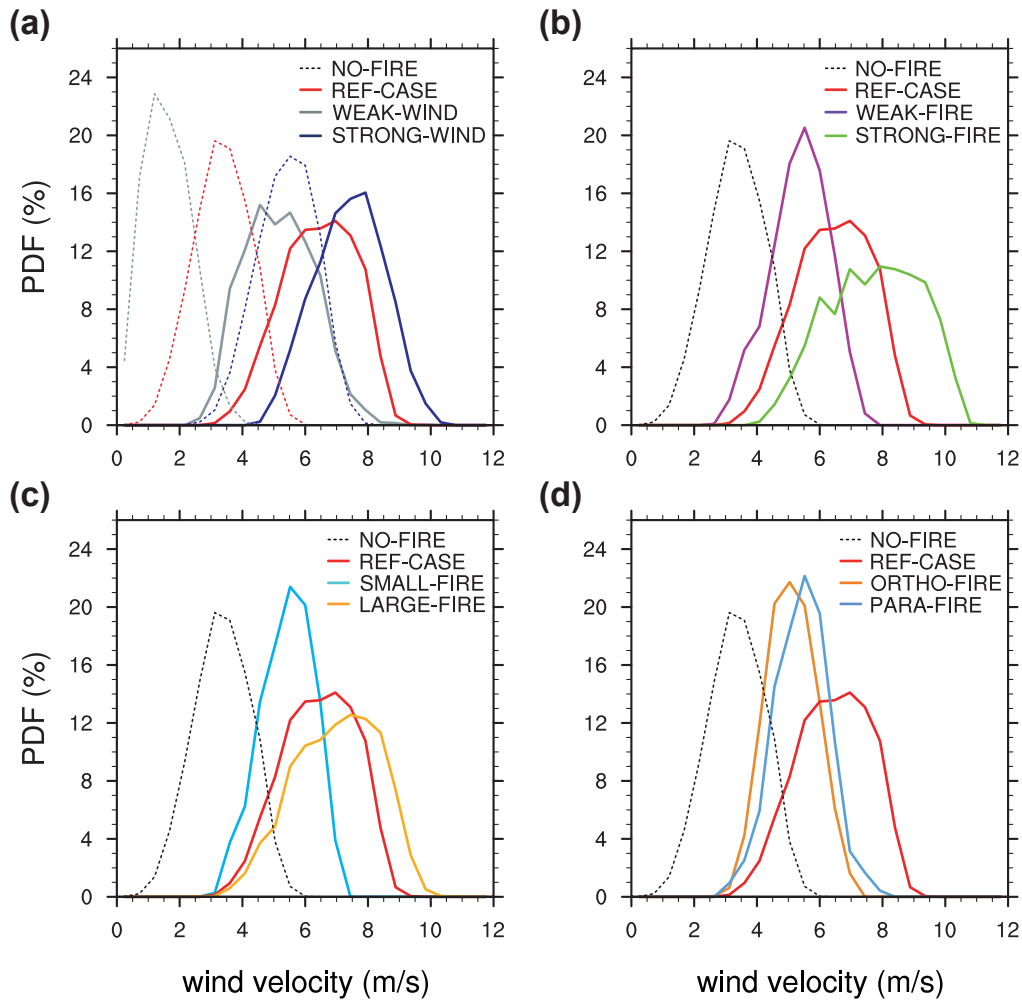 (a)
NO-FIRE
REF-CASE
WEAK-WIND
STRONG-WIND
PDF (%)
24
20
16
12
8
4
0
0 2 4 6 8 10 12
(b)
NO-FIRE
REF-CASE
WEAK-FIRE
STRONG-FIRE
24
20
16
12
8
4
0
0 2 4 6 8 10 12
(c)
NO-FIRE
REF-CASE
SMALL-FIRE
LARGE-FIRE
PDF (%)
24
20
16
12
8
4
0
0 2 4 6 8 10 12
wind velocity (m/s)
(d)
NO-FIRE
REF-CASE
ORTHO-FIRE
PARA-FIRE
24
20
16
12
8
4
0
0 2 4 6 8 10 12
wind velocity (m/s)